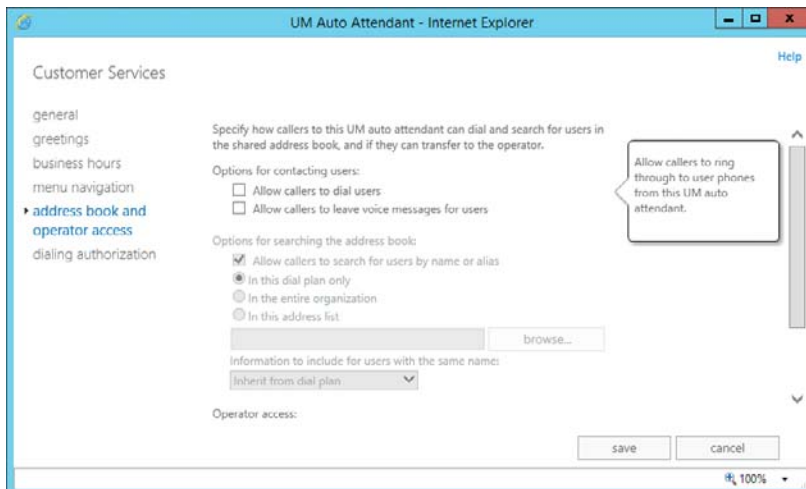 UM Auto Attendant - Internet Explorer
Help
Customer Services
general
greetings
business hours
menu navigation
address book and
operator access
dialing authorization
Specify how callers to this UM auto attendant can dial and search for users in
the shared address book, and if they can transfer to the operator.
Options for contacting users:
Allow callers to dial users
Allow callers to leave voice messages for users
Options for searching the address book:
Allow callers to search for users by name or alias
In this dial plan only
In the entire organization
In this address list
browse...
Information to include for users with the same name:
Inherit from dial plan
Operator access:
Allow callers to ring
through to user phones
from this UM auto
attendant.
save
cancel
100%